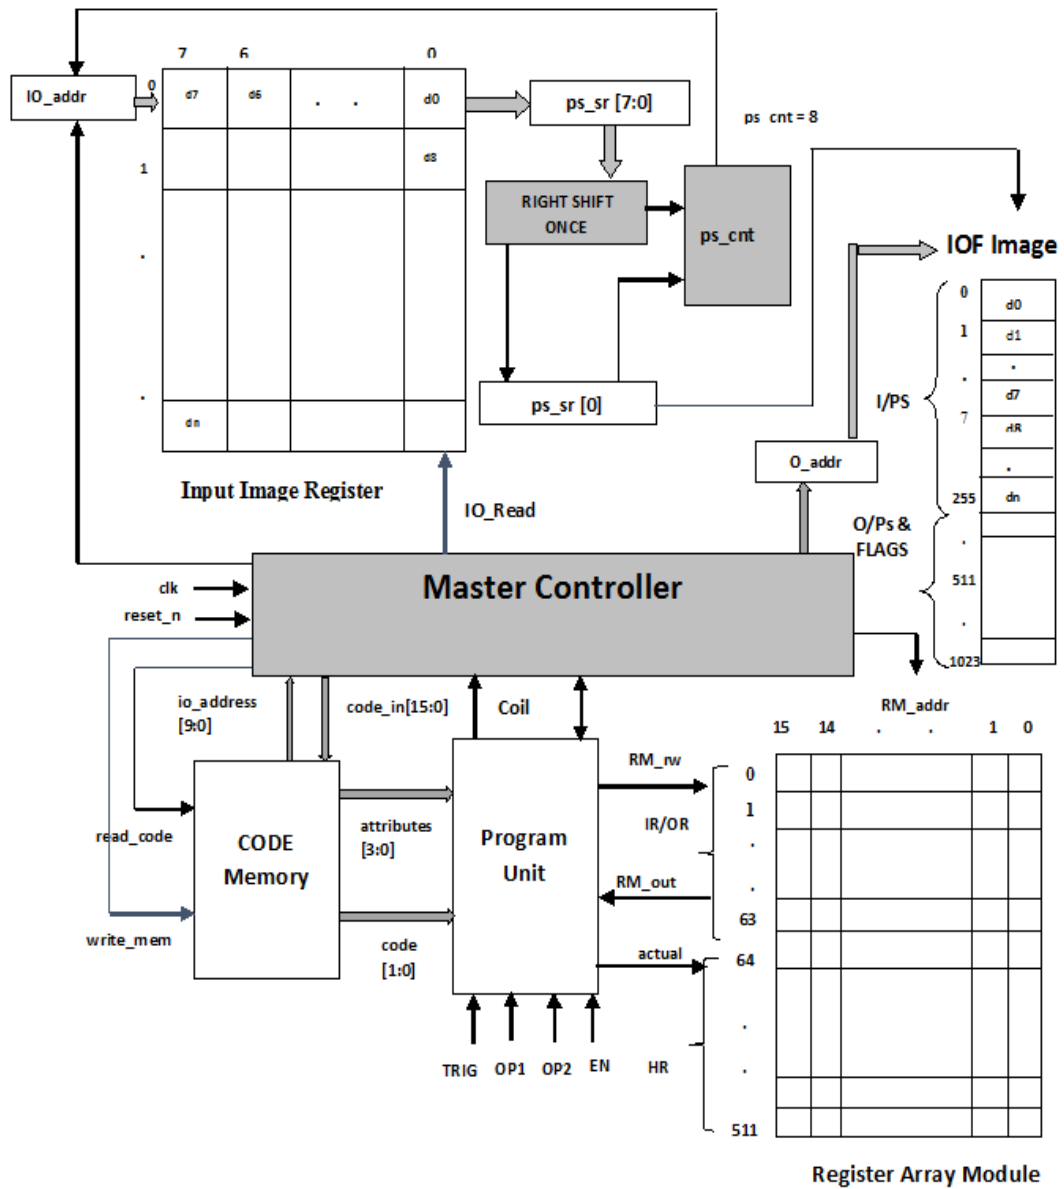 7 6 0
IO_addr
0
d7 d6 . . d0
ps_sr [7:0]
ps cnt = 8
1
d8
RIGHT SHIFT
ONCE
ps_cnt
IOF Image
.
0
d0
1
d1
.
.
I/PS
d7
7
d8
.
ps_sr [0]
.
dn
O_addr
255
dn
Input Image Register
IO_Read
O/Ps &
FLAGS
.
511
.
1023
Master Controller
clk
reset_n
io_address
[9:0]
code_in[15:0]
Coil
RM_addr
15 14 . . 1 0
RM_rw
0
1
IR/OR
.
RM_out
.
63
read_code
CODE
Memory
attributes
[3:0]
Program
Unit
write_mem
code
[1:0]
actual
64
.
HR
.
511
TRIG OP1 OP2 EN
Register Array Module